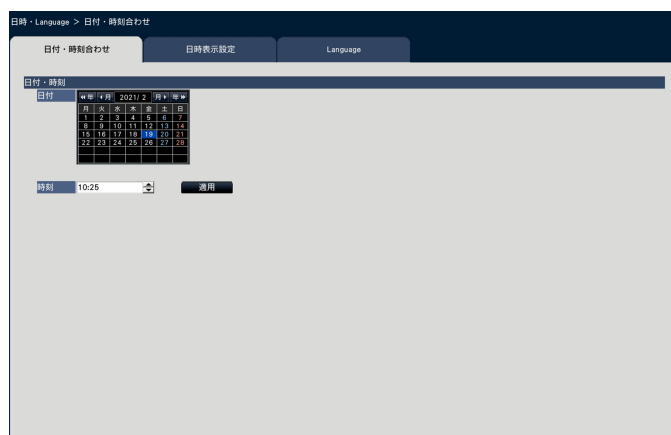 日時・Language > 日付・時刻合わせ
日付・時刻合わせ 日時表示設定 Language
日付・時刻
日付
年 月 2021/ 2 月 年
月 火 水 木 金 土 日
1 2 3 4 5 6 7
8 9 10 11 12 13 14
15 16 17 18 19 20 21
22 23 24 25 26 27 28
時刻 10:25 適用